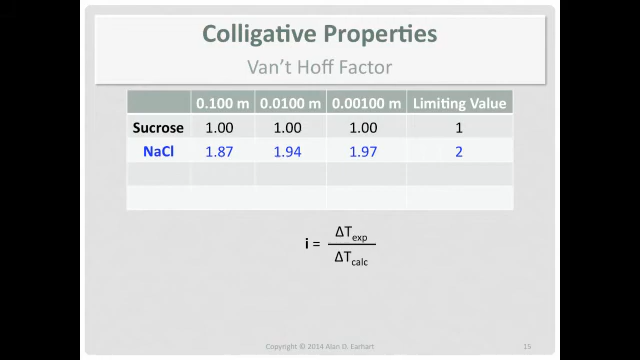 Colligative Properties
Van't Hoff Factor
0.100 m 0.0100 m 0.00100 m Limiting Value
Sucrose 1.00 1.00 1.00 1
NaCl 1.87 1.94 1.97 2
i = ΔTexp / ΔTcalc
Copyright © 2014 Alan D. Earhart 15